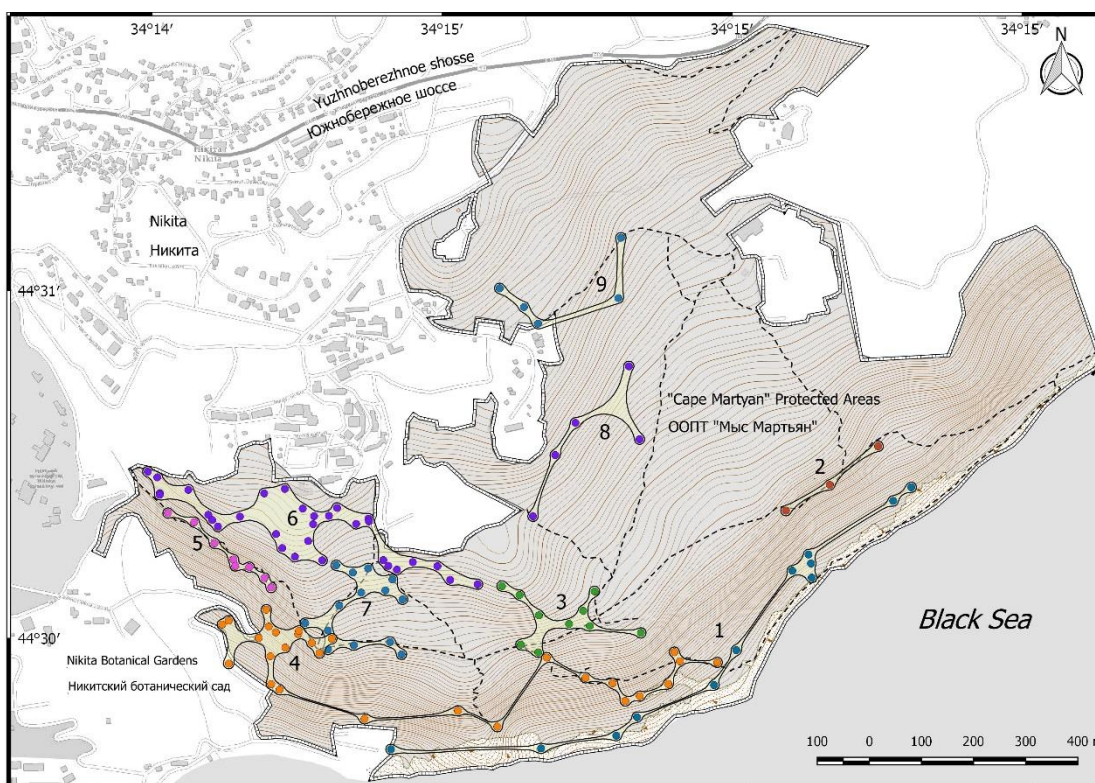 34°14′ 34°15′ 34°15′ 34°15′
N
Yuzhnoberezhnoe shosse
Южнобережное шоссе
Nikita
Никита
44°31′
9
"Cape Martyan" Protected Areas
ООПТ "Мыс Мартьян"
8
2
6
5
7
3
44°30′
1
Black Sea
4
Nikita Botanical Gardens
Никитский ботанический сад
100 0 100 200 300 400 m